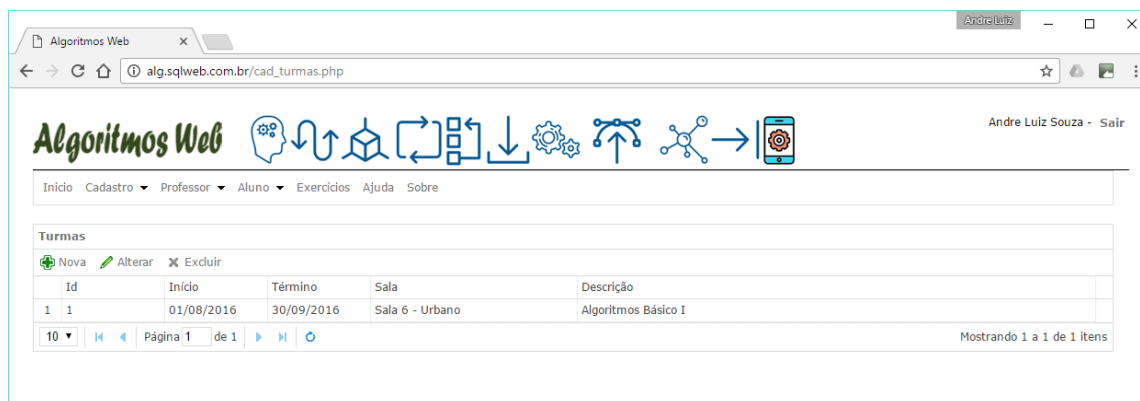 Andre Luiz
Algoritmos Web
alg.sqlweb.com.br/cad_turmas.php
Algoritmos Web
Andre Luiz Souza - Sair
Inicio Cadastro Professor Aluno Exercícios Ajuda Sobre
Turmas
Nova Alterar Excluir
Id Início Término Sala Descrição
1 1 01/08/2016 30/09/2016 Sala 6 - Urbano Algoritmos Básico I
10 Página 1 de 1 Mostrando 1 a 1 de 1 itens